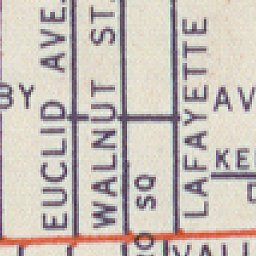 EUCLID AVE.
WALNUT ST.
LAFAYETTE
SQ
BY
AV
KE
VALL